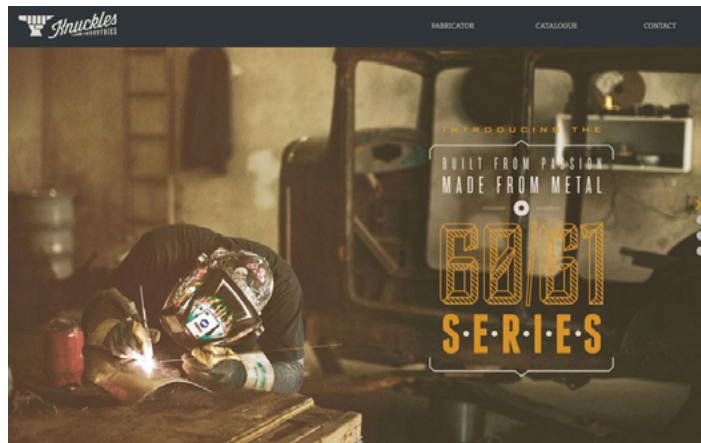 Knuckles
INDUSTRIES
FABRICATOR
CATALOGUE
CONTACT
INTRODUCING THE
BUILT FROM PASSION
MADE FROM METAL
60/61
S·E·R·I·E·S